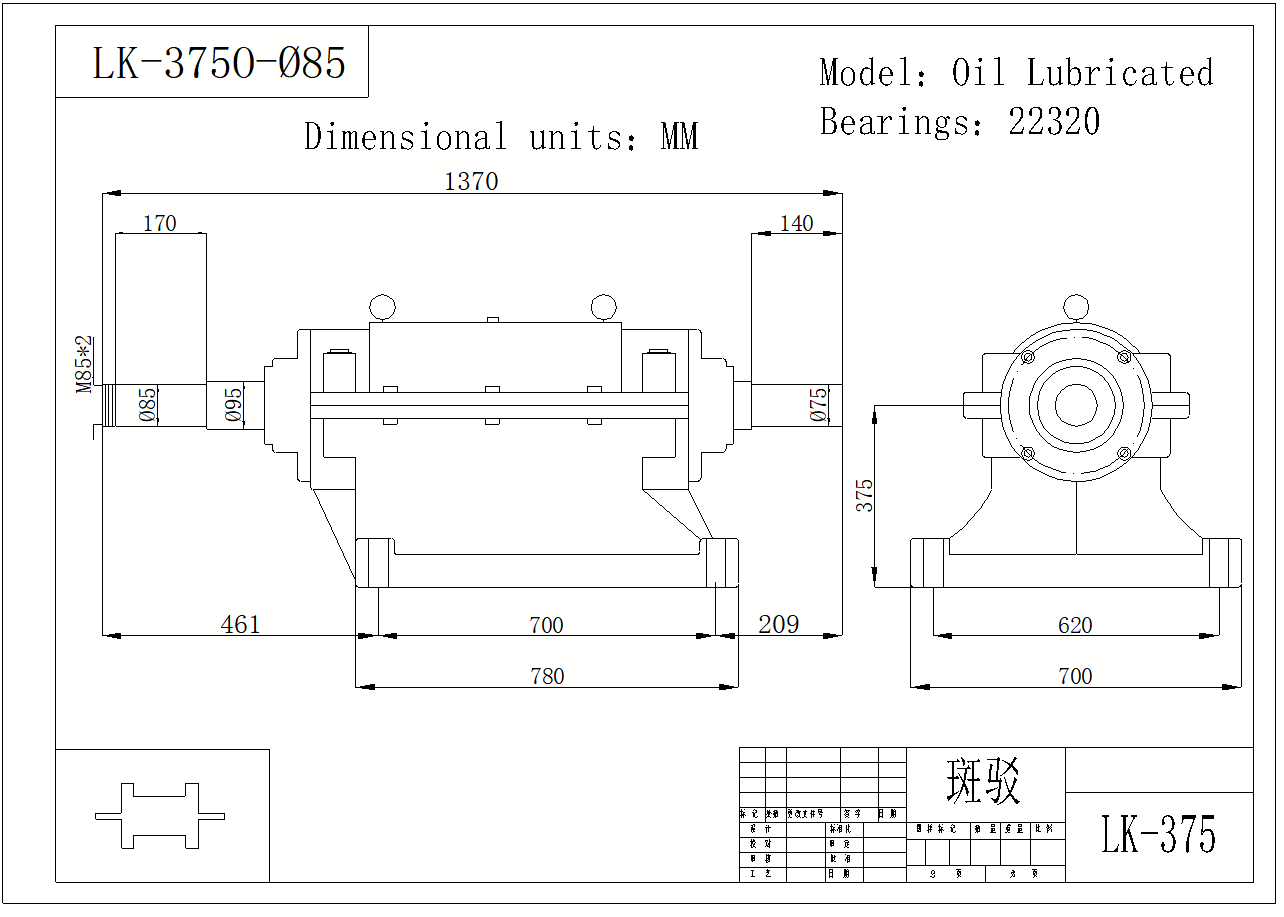 LK-3750-Ø85
Model: Oil Lubricated
Bearings: 22320
Dimensional units: MM
1370
170
140
M85*2
Ø85
Ø95
Ø75
375
461
700
209
620
780
700
斑驳
LK-375
标记
处数
更改文件号
签字
日期
设计
标准化
校对
审定
审核
批准
工艺
日期
图样标记
数量
重量
比例
页
页